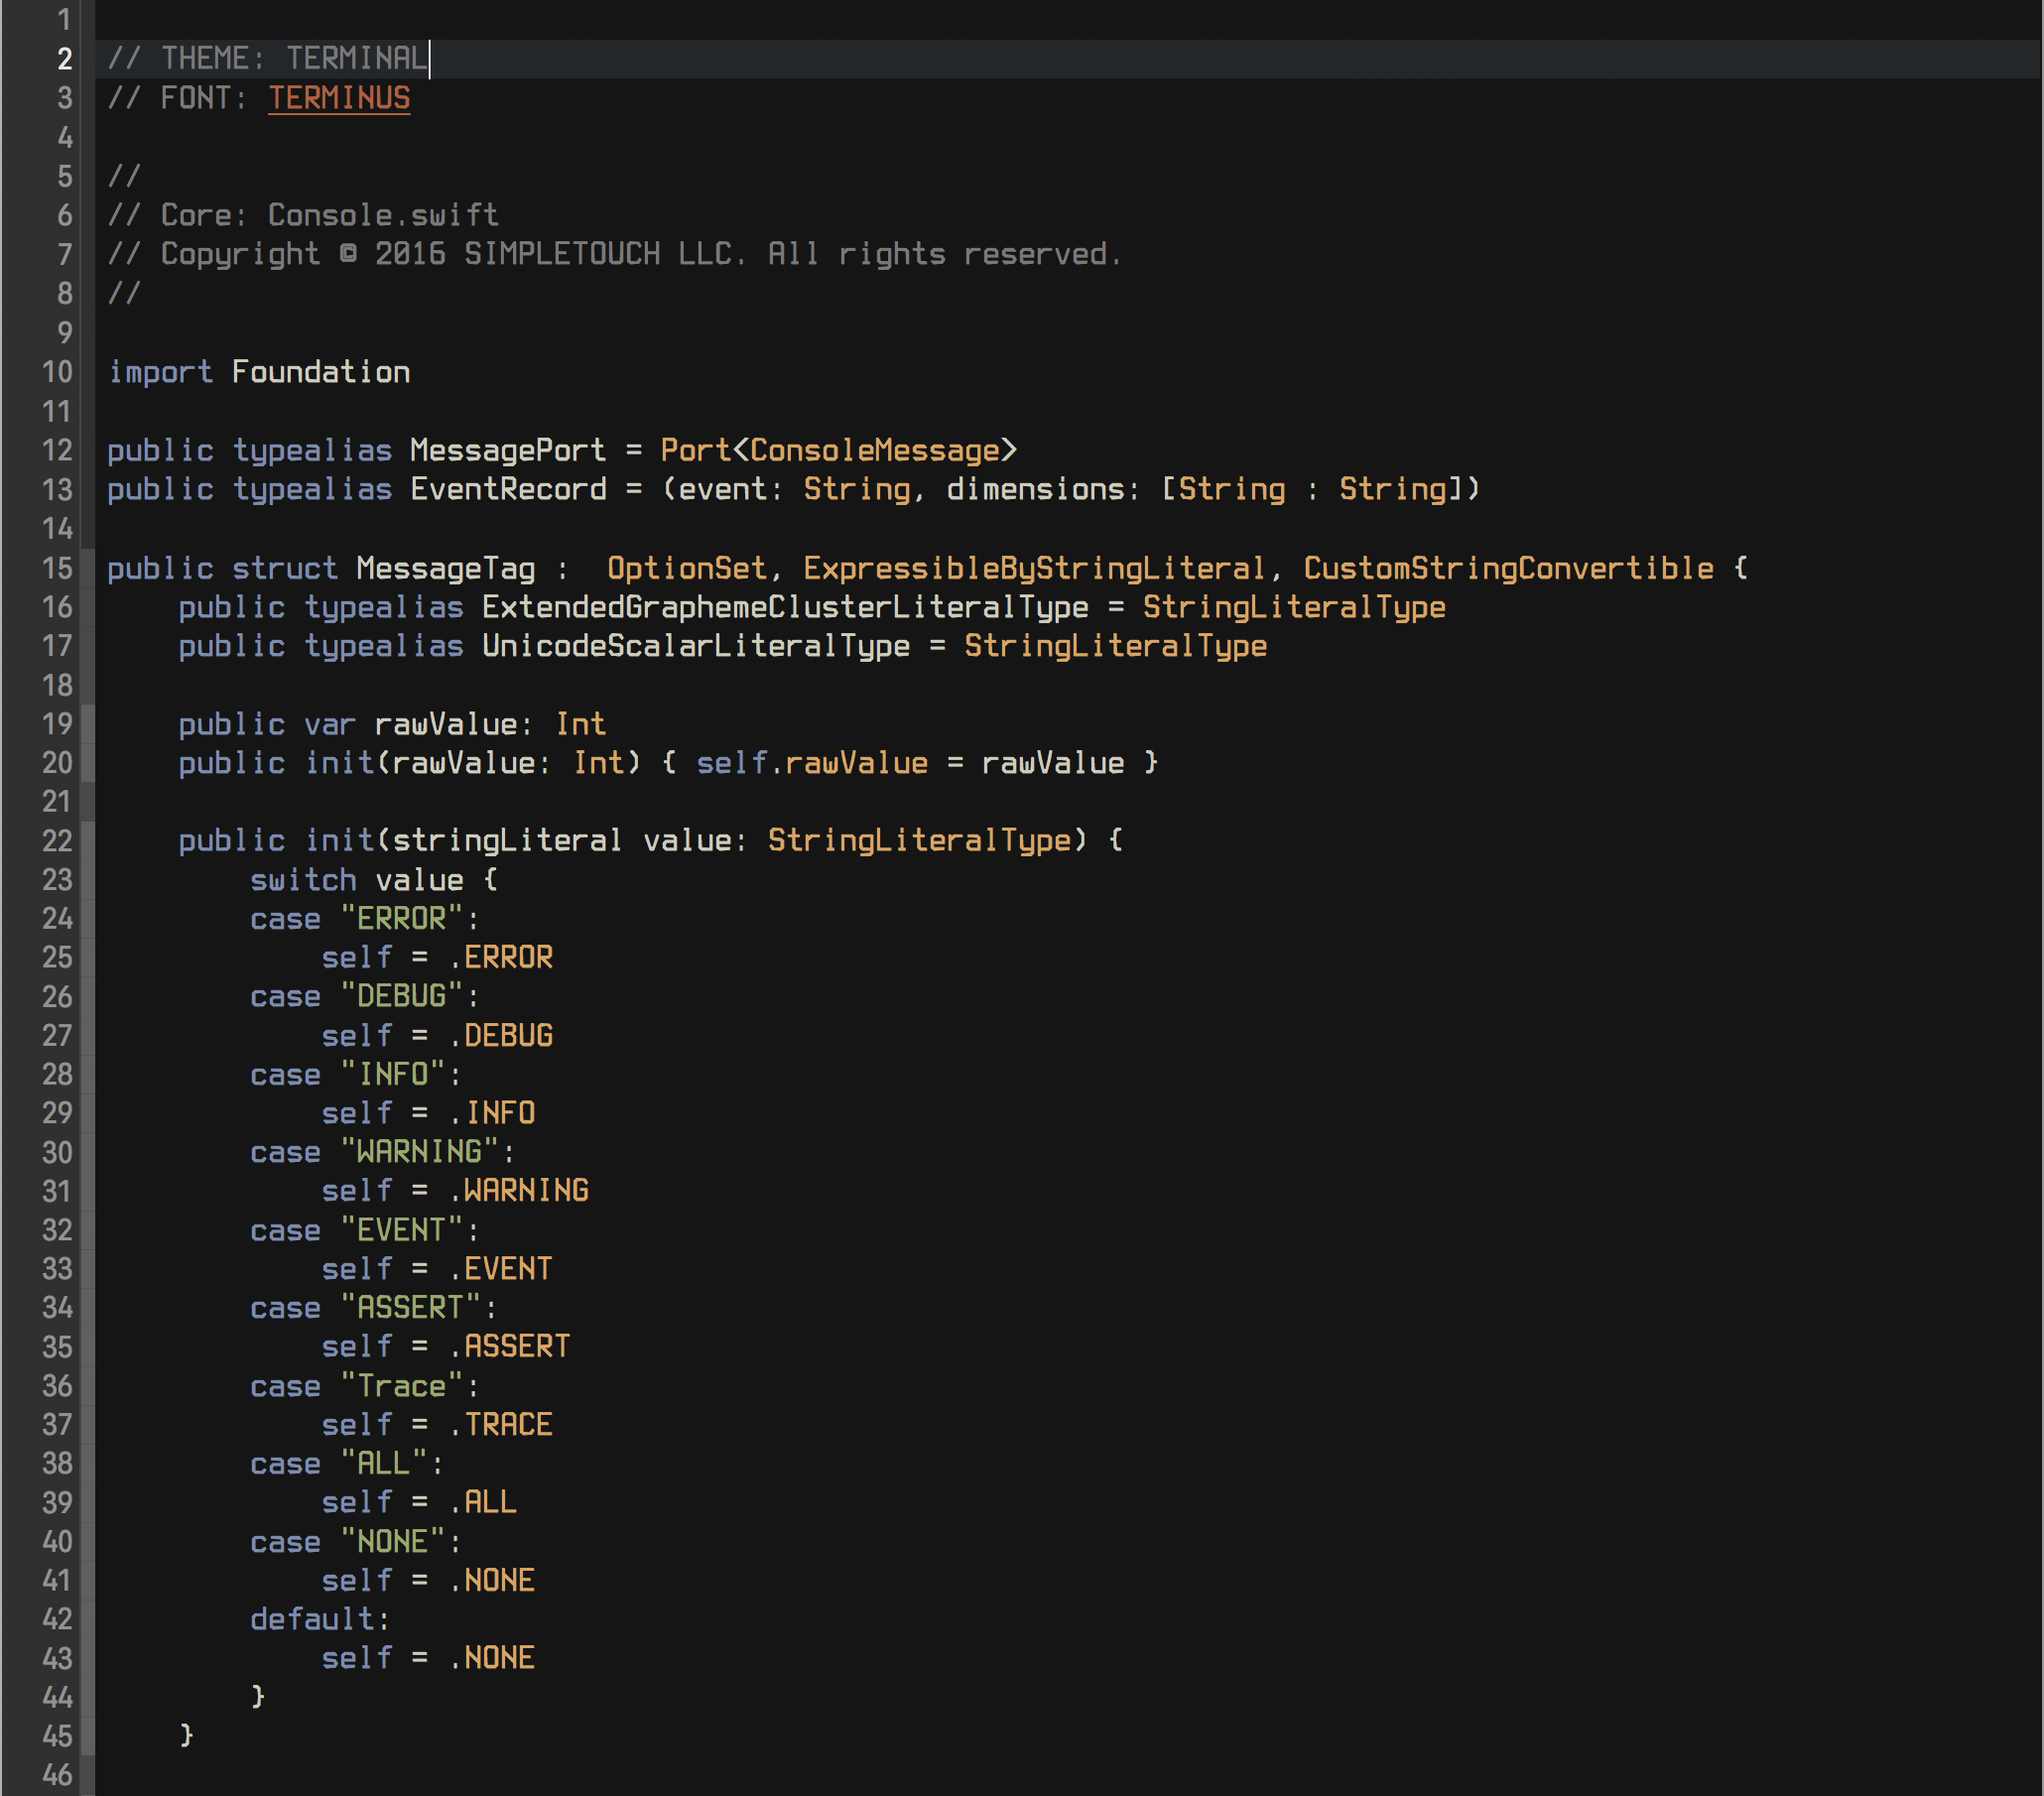 1
2 // THEME: TERMINAL
3 // FONT: TERMINUS
4
5 //
6 // Core: Console.swift
7 // Copyright © 2016 SIMPLETOUCH LLC. All rights reserved.
8 //
9
10 import Foundation
11
12 public typealias MessagePort = Port<ConsoleMessage>
13 public typealias EventRecord = (event: String, dimensions: [String : String])
14
15 public struct MessageTag :  OptionSet, ExpressibleByStringLiteral, CustomStringConvertible {
16     public typealias ExtendedGraphemeClusterLiteralType = StringLiteralType
17     public typealias UnicodeScalarLiteralType = StringLiteralType
18
19     public var rawValue: Int
20     public init(rawValue: Int) { self.rawValue = rawValue }
21
22     public init(stringLiteral value: StringLiteralType) {
23         switch value {
24         case "ERROR":
25             self = .ERROR
26         case "DEBUG":
27             self = .DEBUG
28         case "INFO":
29             self = .INFO
30         case "WARNING":
31             self = .WARNING
32         case "EVENT":
33             self = .EVENT
34         case "ASSERT":
35             self = .ASSERT
36         case "Trace":
37             self = .TRACE
38         case "ALL":
39             self = .ALL
40         case "NONE":
41             self = .NONE
42         default:
43             self = .NONE
44         }
45     }
46